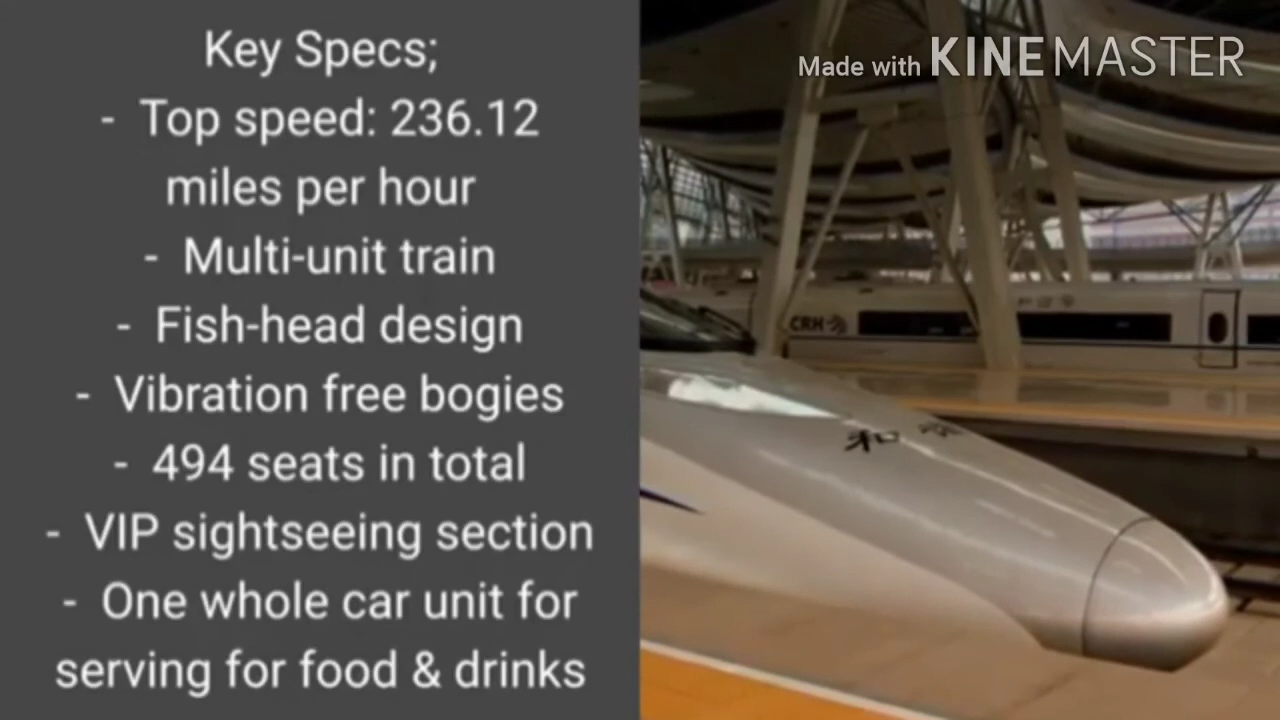 Key Specs;
- Top speed: 236.12
miles per hour
- Multi-unit train
- Fish-head design
- Vibration free bogies
- 494 seats in total
- VIP sightseeing section
- One whole car unit for
serving for food & drinks
Made with KINEMASTER
CRH
和